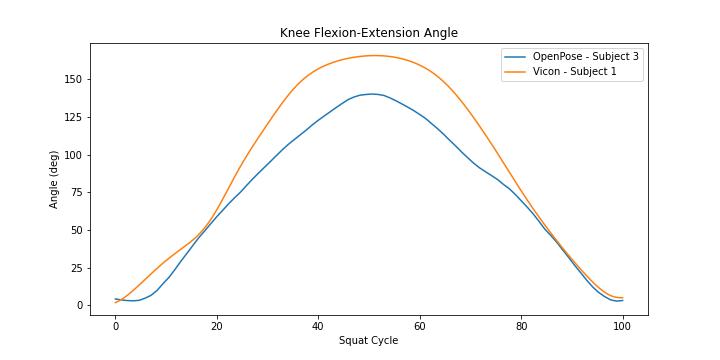 Knee Flexion-Extension Angle
OpenPose - Subject 3
Vicon - Subject 1
Angle (deg)
150
125
100
75
50
25
0
0 20 40 60 80 100
Squat Cycle